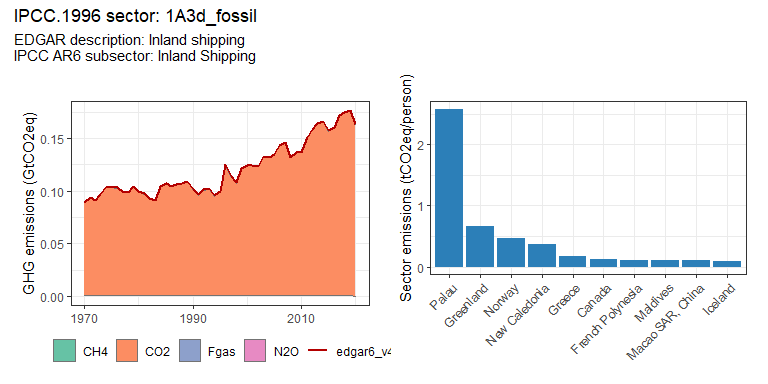 IPCC.1996 sector: 1A3d_fossil
EDGAR description: Inland shipping
IPCC AR6 subsector: Inland Shipping
GHG emissions (GtCO2eq)
0.15
0.10
0.05
0.00
1970
1990
2010
CH4
CO2
Fgas
N2O
edgar6_v4
Sector emissions (tCO2eq/person)
2
1
0
Palau
Greenland
Norway
New Caledonia
Greece
Canada
French Polynesia
Maldives
Macao SAR, China
Iceland